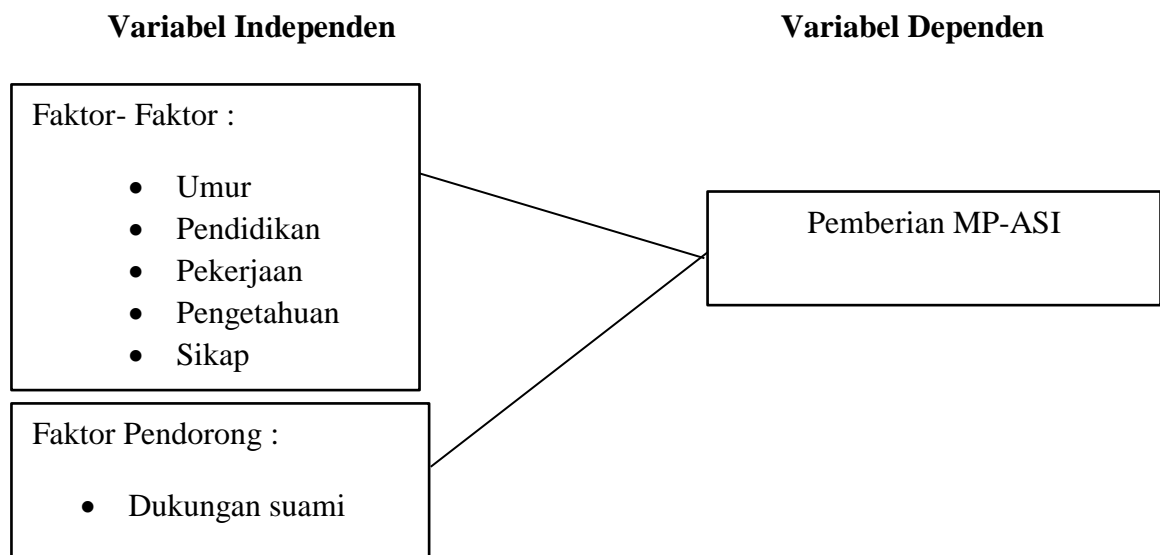 Variabel Independen
Variabel Dependen
Faktor- Faktor :
• Umur
• Pendidikan
• Pekerjaan
• Pengetahuan
• Sikap
Pemberian MP-ASI
Faktor Pendorong :
• Dukungan suami